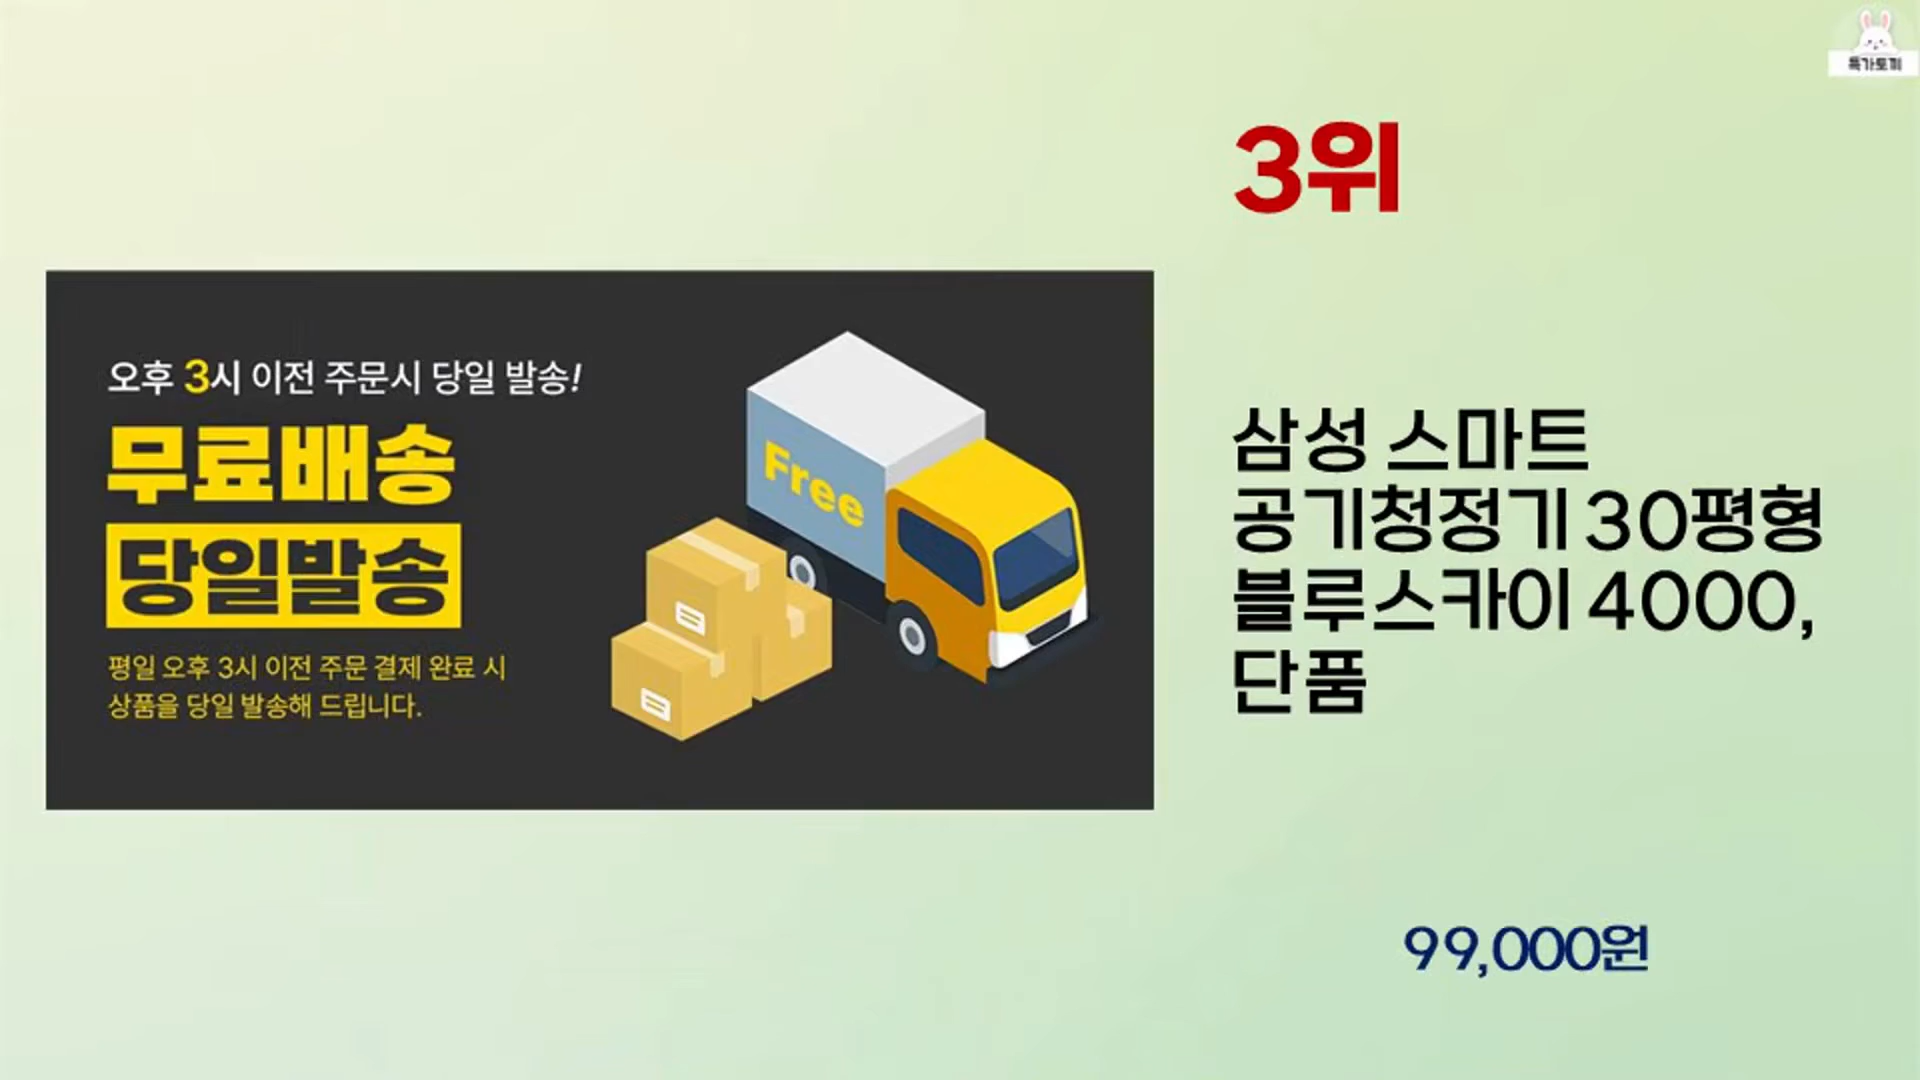 특가토끼
3위
오후 3시 이전 주문시 당일 발송!
무료배송
당일발송
평일 오후 3시 이전 주문 결제 완료 시
상품을 당일 발송해 드립니다.
Free
삼성 스마트
공기청정기 30평형
블루스카이 4000,
단품
99,000원